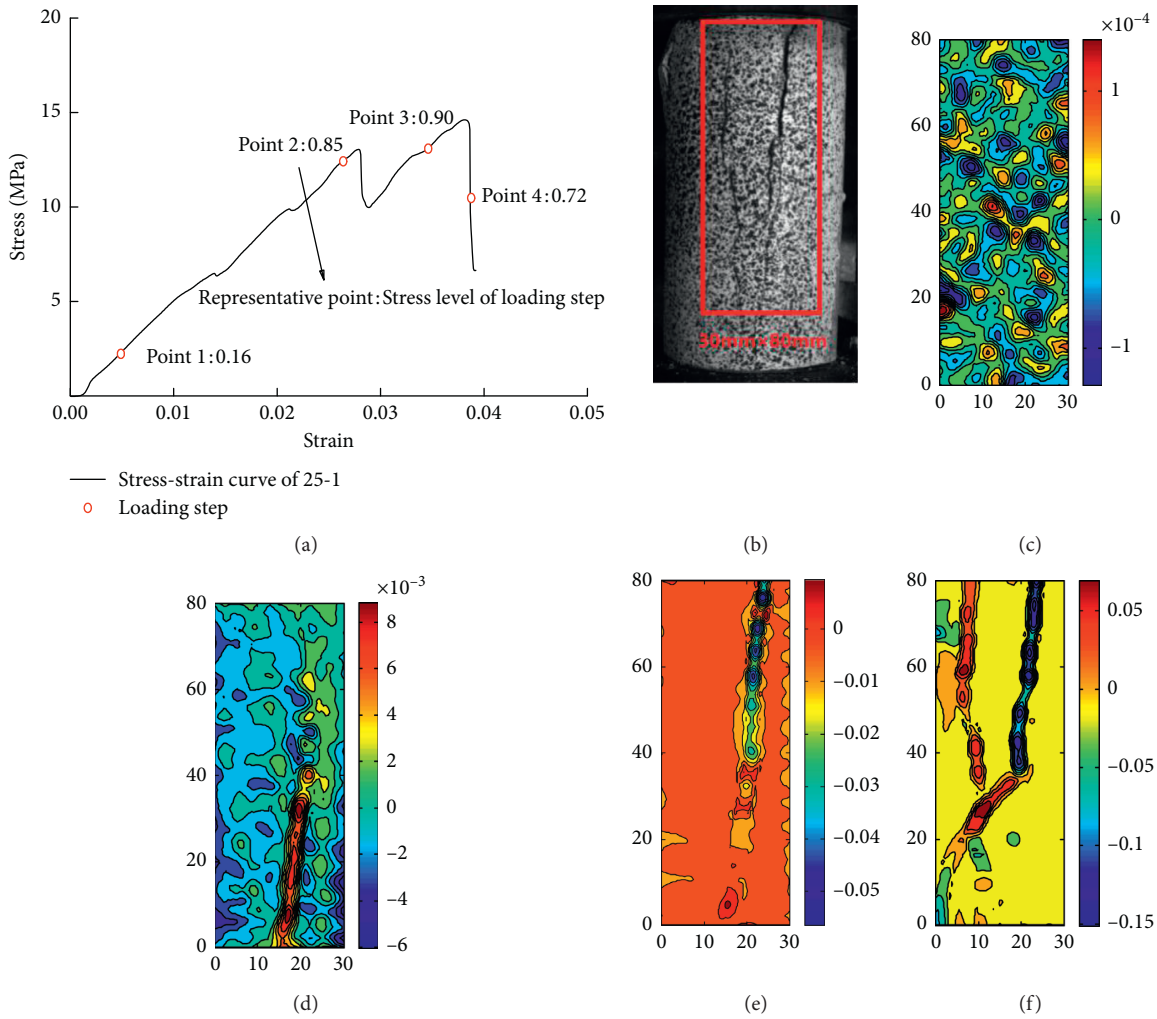 20
15
10
5
Stress (MPa)
0.00
0.01
0.02
0.03
0.04
0.05
Strain
Point 1:0.16
Point 2:0.85
Point 3:0.90
Point 4:0.72
Representative point:Stress level of loading step
Stress-strain curve of 25-1
Loading step
(a)
30mm×80mm
(b)
×10⁻⁴
80
60
40
20
0
0 10 20 30
1
0
−1
(c)
×10⁻³
80
60
40
20
0
0 10 20 30
8
6
4
2
0
−2
−4
−6
(d)
80
60
40
20
0
0 10 20 30
0
−0.01
−0.02
−0.03
−0.04
−0.05
(e)
80
60
40
20
0
0 10 20 30
0.05
0
−0.05
−0.1
−0.15
(f)